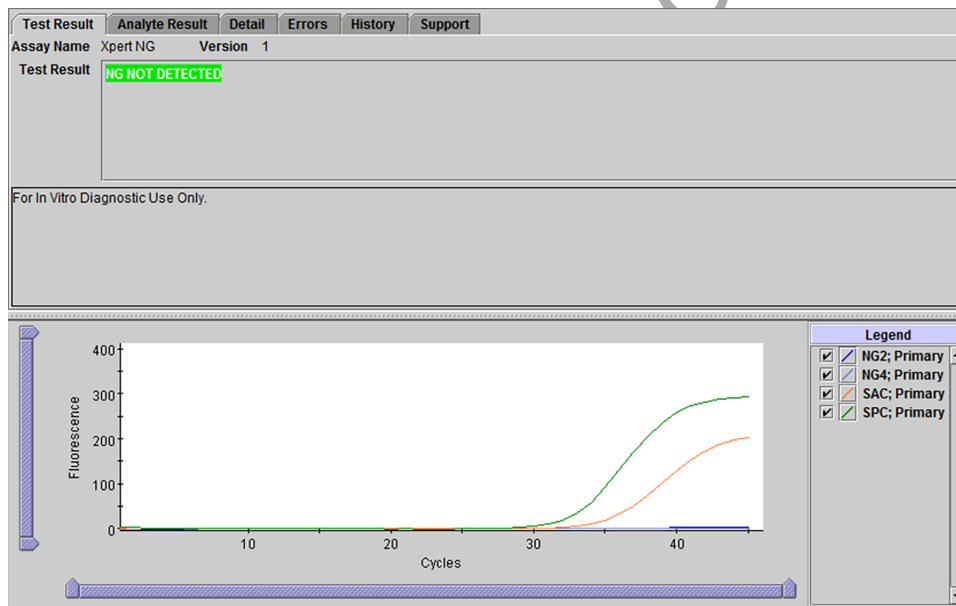 Test Result Analyte Result Detail Errors History Support
Assay Name Xpert NG Version 1
Test Result NG NOT DETECTED
For In Vitro Diagnostic Use Only.
400
300
200
100
0
Fluorescence
10 20 30 40
Cycles
Legend
NG2; Primary
NG4; Primary
SAC; Primary
SPC; Primary